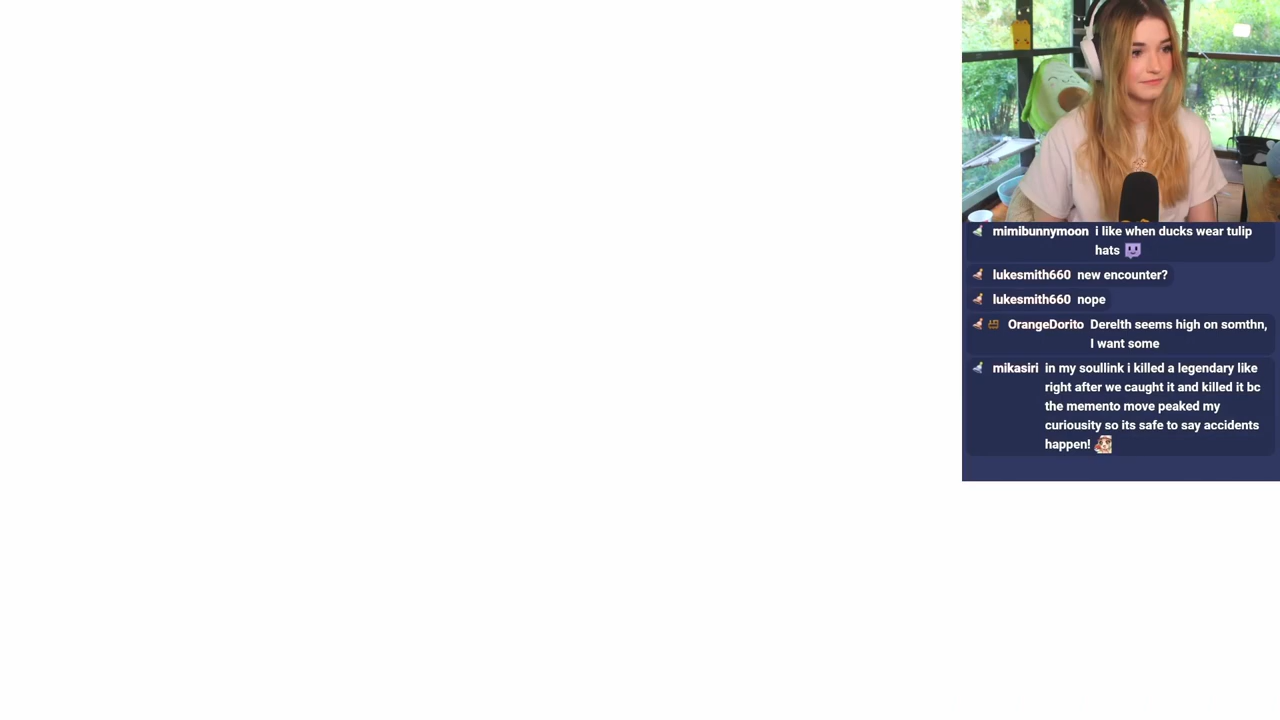 mimibunnymoon i like when ducks wear tulip
hats
lukesmith660 new encounter?
lukesmith660 nope
OrangeDorito Derelth seems high on somthn,
I want some
mikasiri in my soullink i killed a legendary like
right after we caught it and killed it bc
the memento move peaked my
curiousity so its safe to say accidents
happen!